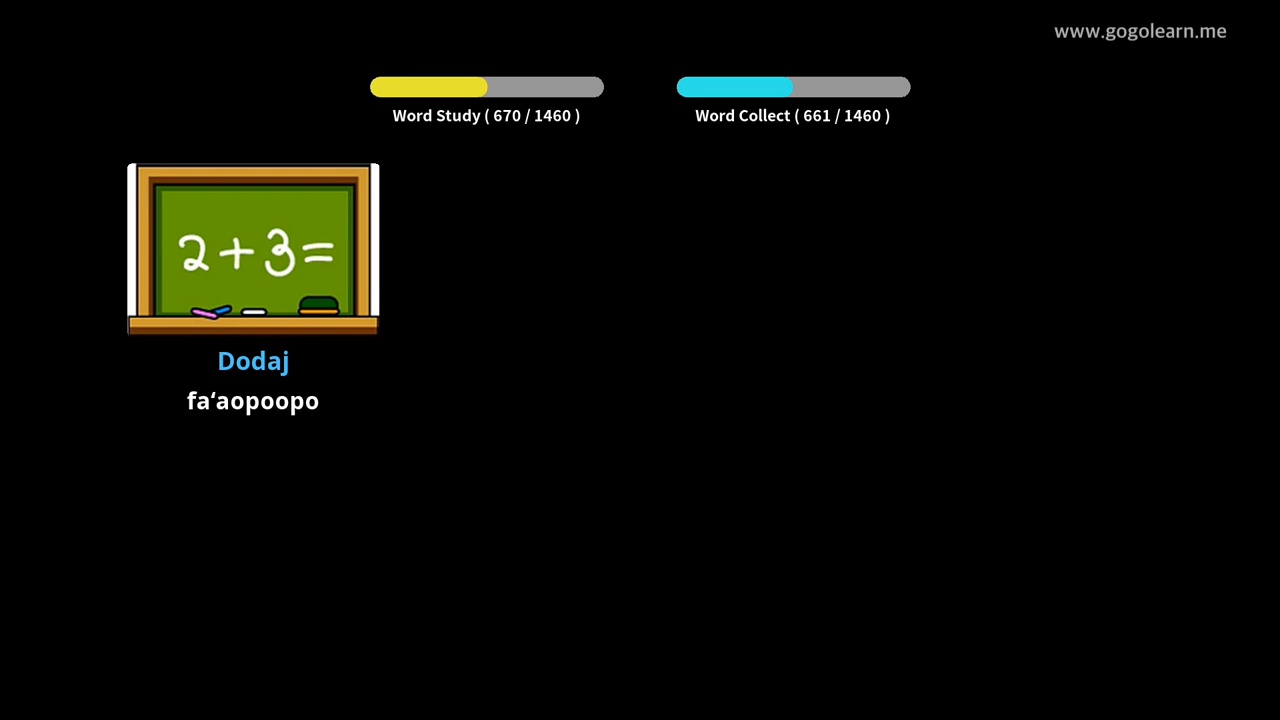 www.gogolearn.me
Word Study ( 670 / 1460 )
Word Collect ( 661 / 1460 )
2+3=
Dodaj
fa‘aopoopo